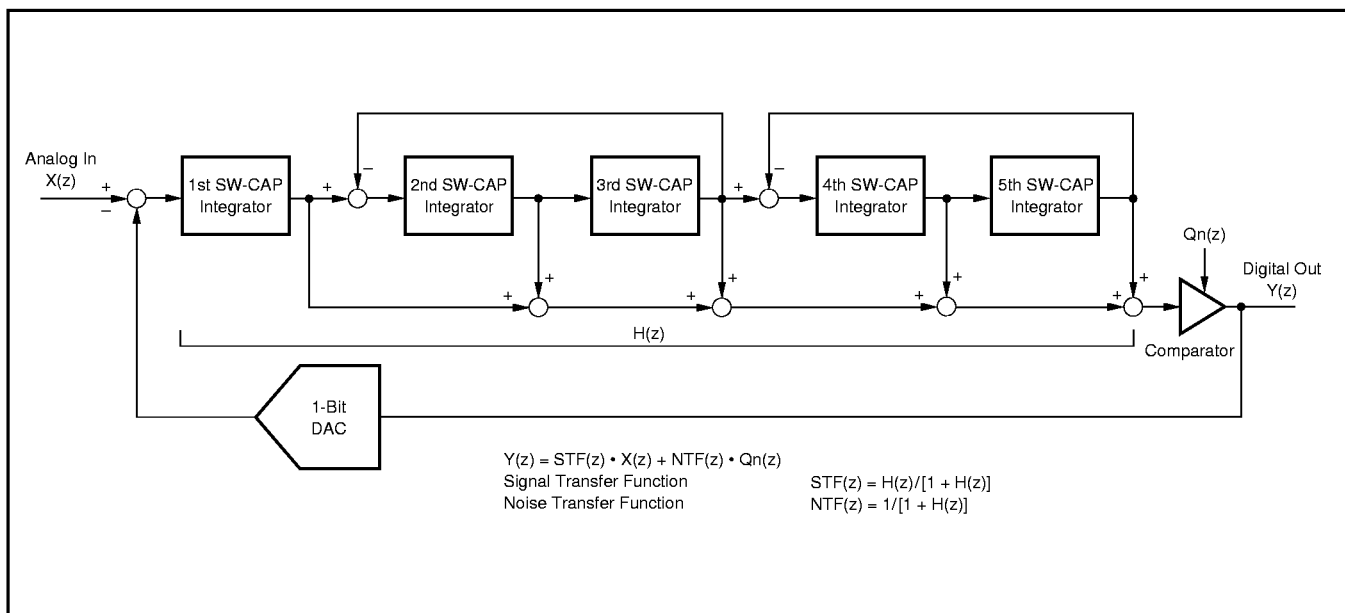 Analog In
X(z)
+
−
1st SW-CAP
Integrator
+
−
2nd SW-CAP
Integrator
3rd SW-CAP
Integrator
+
−
4th SW-CAP
Integrator
5th SW-CAP
Integrator
+
+
+
+
+
+
+
+
Qn(z)
Digital Out
Y(z)
H(z)
Comparator
1-Bit
DAC
Y(z) = STF(z) • X(z) + NTF(z) • Qn(z)
Signal Transfer Function STF(z) = H(z)/[1 + H(z)]
Noise Transfer Function NTF(z) = 1/[1 + H(z)]